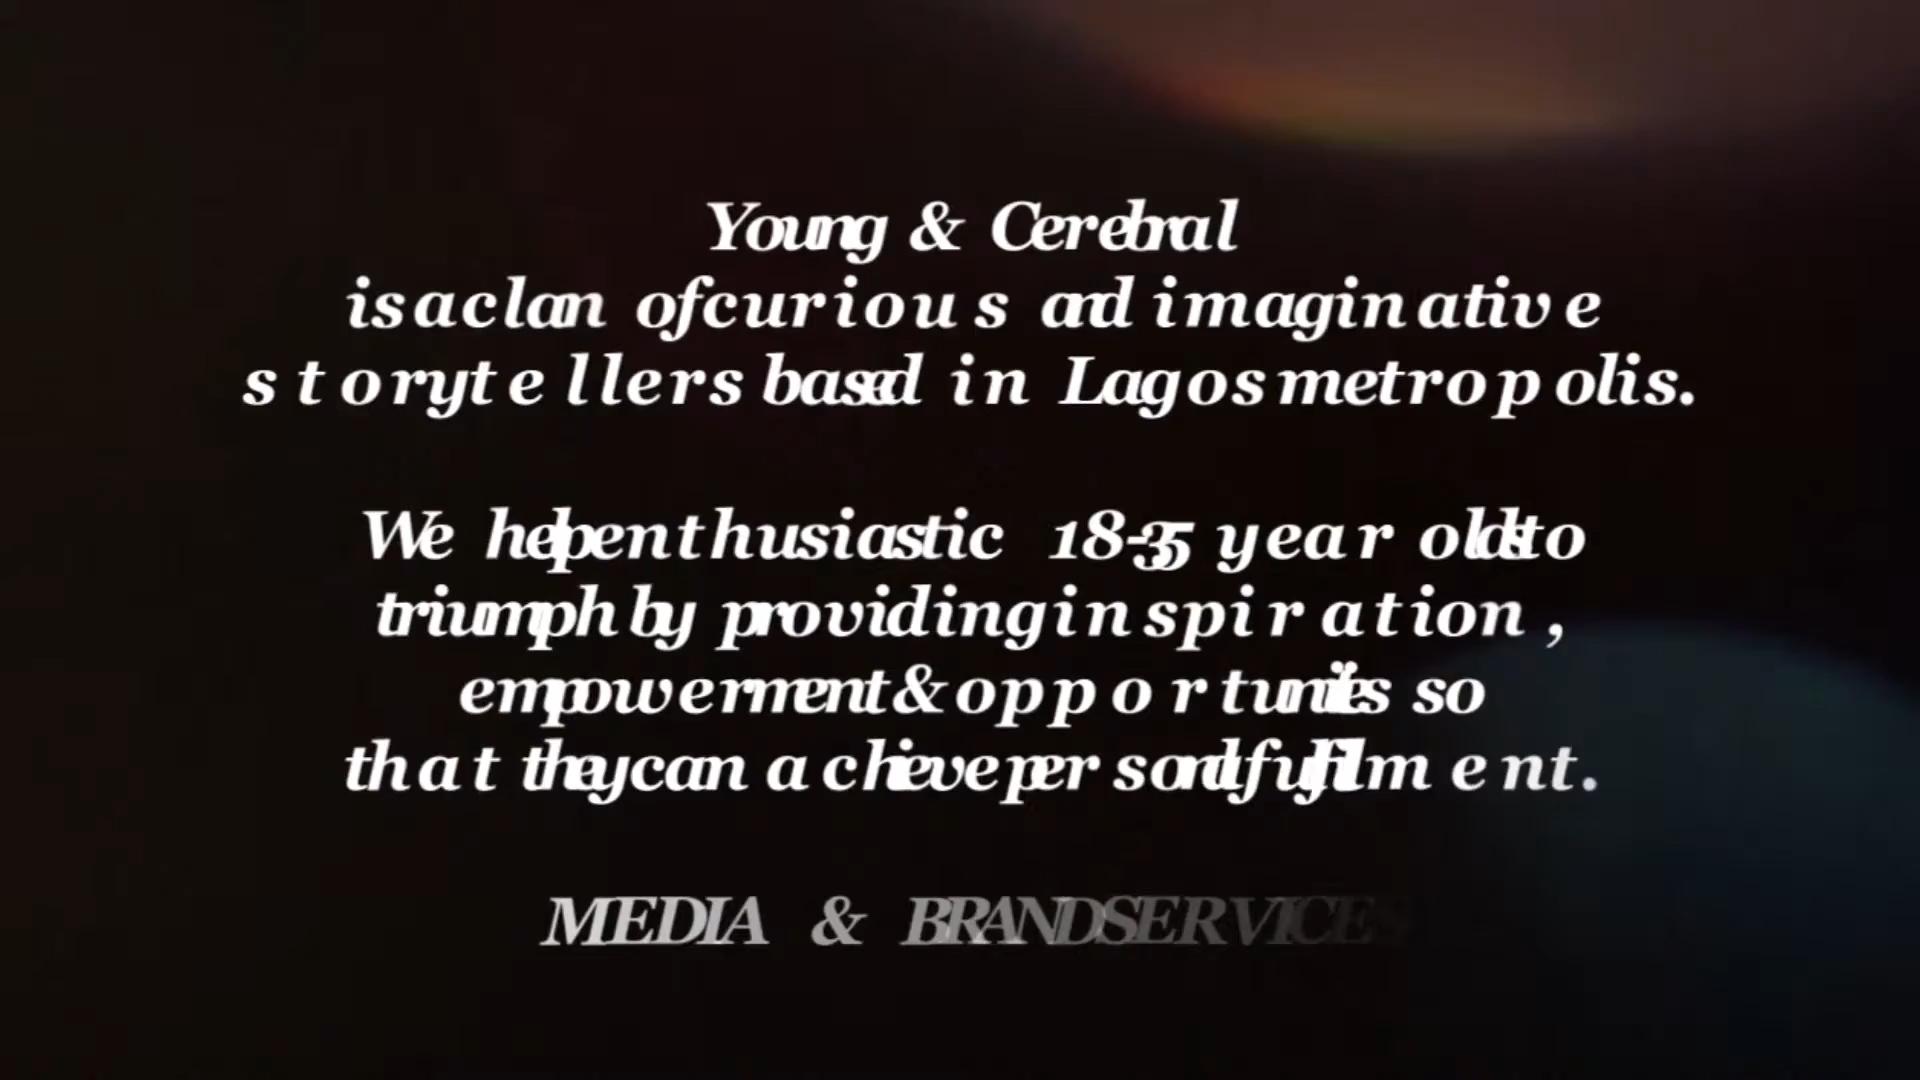 Young & Cerebral
is a clan of curious and imaginative
storytellers based in Lagos metropolis.
We help enthusiastic 18-35 year olds to
triumph by providing inspiration,
empowerment & opportunities so
that they can achieve personal fulfilment.
MEDIA & BRAND SERVICES